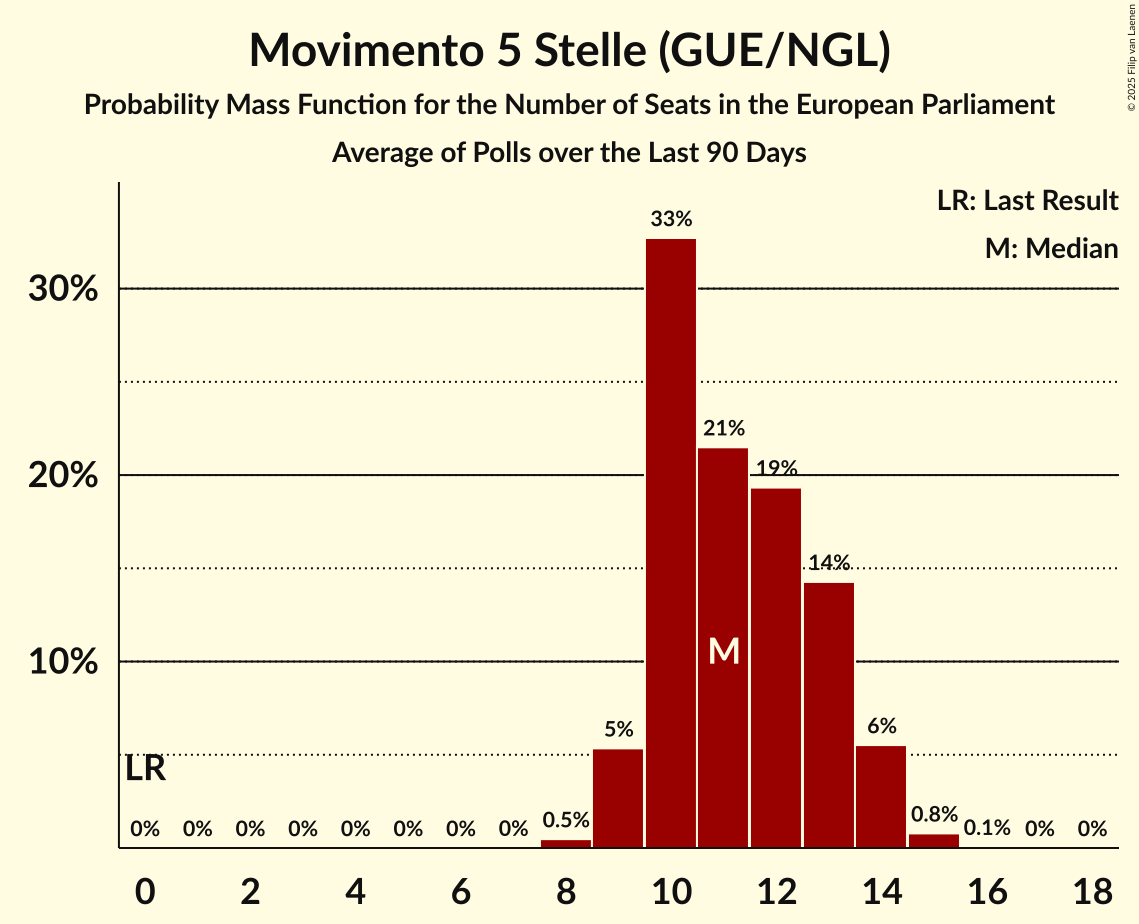 Movimento 5 Stelle (GUE/NGL)
Probability Mass Function for the Number of Seats in the European Parliament
Average of Polls over the Last 90 Days
© 2025 Filip van Laenen
LR: Last Result
M: Median
33%
30%
21%
20%
19%
14%
M
10%
5%
6%
LR
0% 0% 0% 0% 0% 0% 0% 0% 0.5% 0.8% 0.1% 0% 0%
0 2 4 6 8 10 12 14 16 18